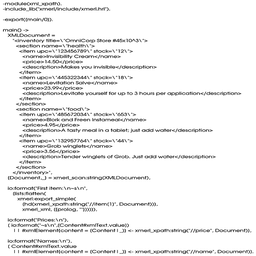 -module(xml_xpath).
-include_lib("xmerl/include/xmerl.hrl").
-export([main/0]).
main() ->
XMLDocument =
"<inventory title=\"OmniCorp Store #45x10^3\">
<section name=\"health\">
<item upc=\"123456789\" stock=\"12\">
<name>Invisibility Cream</name>
<price>14.50</price>
<description>Makes you invisible</description>
</item>
<item upc=\"445322344\" stock=\"18\">
<name>Levitation Salve</name>
<price>23.99</price>
<description>Levitate yourself for up to 3 hours per application</description>
</item>
</section>
<section name=\"food\">
<item upc=\"485672034\" stock=\"653\">
<name>Blork and Freen Instameal</name>
<price>4.95</price>
<description>A tasty meal in a tablet; just add water</description>
</item>
<item upc=\"132957764\" stock=\"44\">
<name>Grob winglets</name>
<price>3.56</price>
<description>Tender winglets of Grob. Just add water</description>
</item>
</section>
</inventory>",
{Document,_} = xmerl_scan:string(XMLDocument),
io:format("First item:\n~s\n",
[lists:flatten(
xmerl:export_simple(
[hd(xmerl_xpath:string("//item[1]", Document))],
xmerl_xml, [{prolog, ""}]))]),
io:format("Prices:\n"),
[ io:format("~s\n",[Content#xmlText.value])
|| #xmlElement{content = [Content|_]} <- xmerl_xpath:string("//price", Document)],
io:format("Names:\n"),
[ Content#xmlText.value
|| #xmlElement{content = [Content|_]} <- xmerl_xpath:string("//name", Document)].